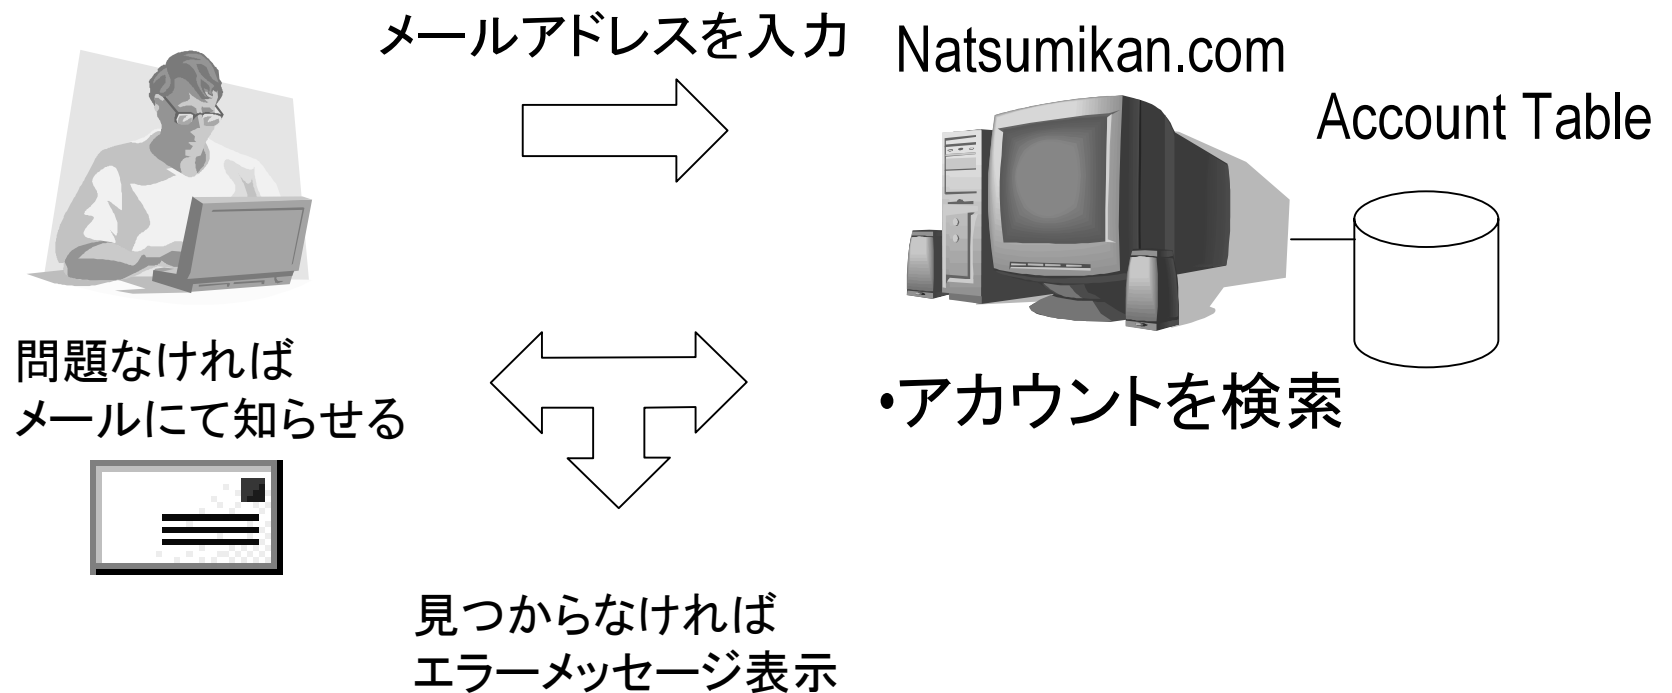 メールアドレスを入力
Natsumikan.com
Account Table
問題なければ
メールにて知らせる
•アカウントを検索
見つからなければ
エラーメッセージ表示